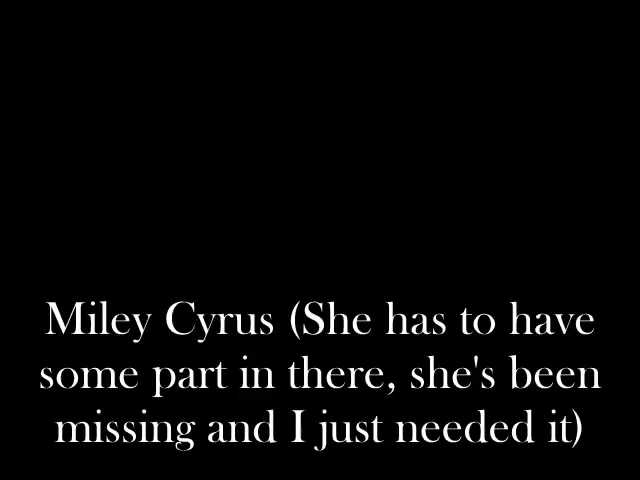 Miley Cyrus (She has to have
some part in there, she's been
missing and I just needed it)